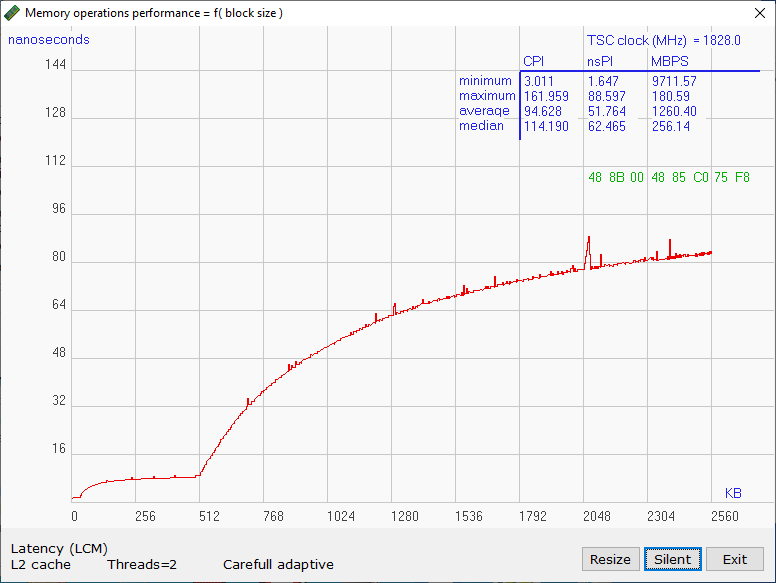 Memory operations performance = f( block size )
nanoseconds
TSC clock (MHz) = 1828.0
CPI nsPI MBPS
minimum 3.011 1.647 9711.57
maximum 161.959 88.597 180.59
average 94.628 51.764 1260.40
median 114.190 62.465 256.14
48 8B 00 48 85 C0 75 F8
144
128
112
96
80
64
48
32
16
KB
0 256 512 768 1024 1280 1536 1792 2048 2304 2560
Latency (LCM)
L2 cache Threads=2 Carefull adaptive
Resize Silent Exit